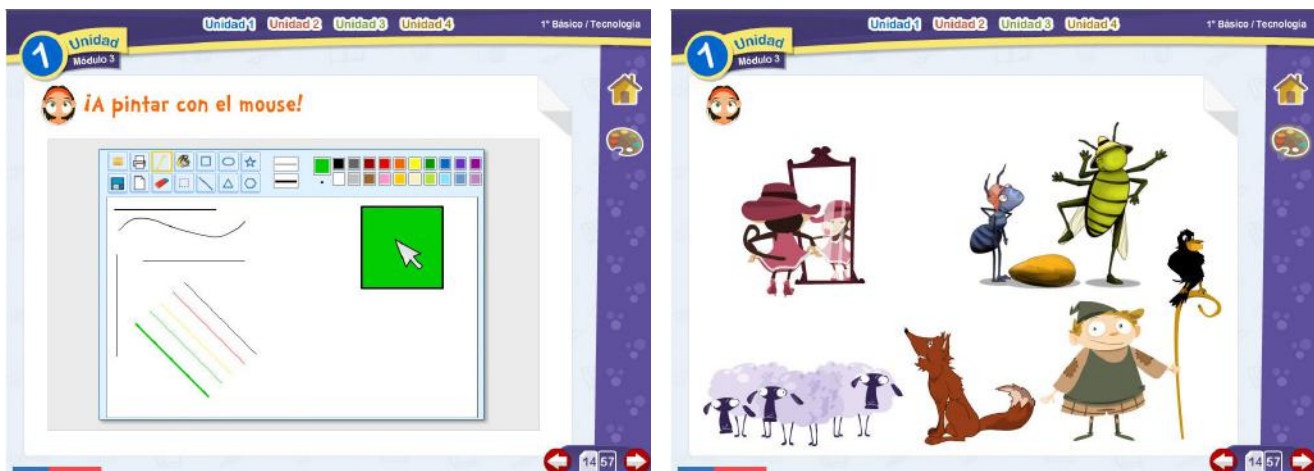 Unidad 1 Unidad 2 Unidad 3 Unidad 4
1° Básico / Tecnología
1 Unidad
Módulo 3
¡A pintar con el mouse!
14 57
Unidad 1 Unidad 2 Unidad 3 Unidad 4
1° Básico / Tecnología
1 Unidad
Módulo 3
14 57